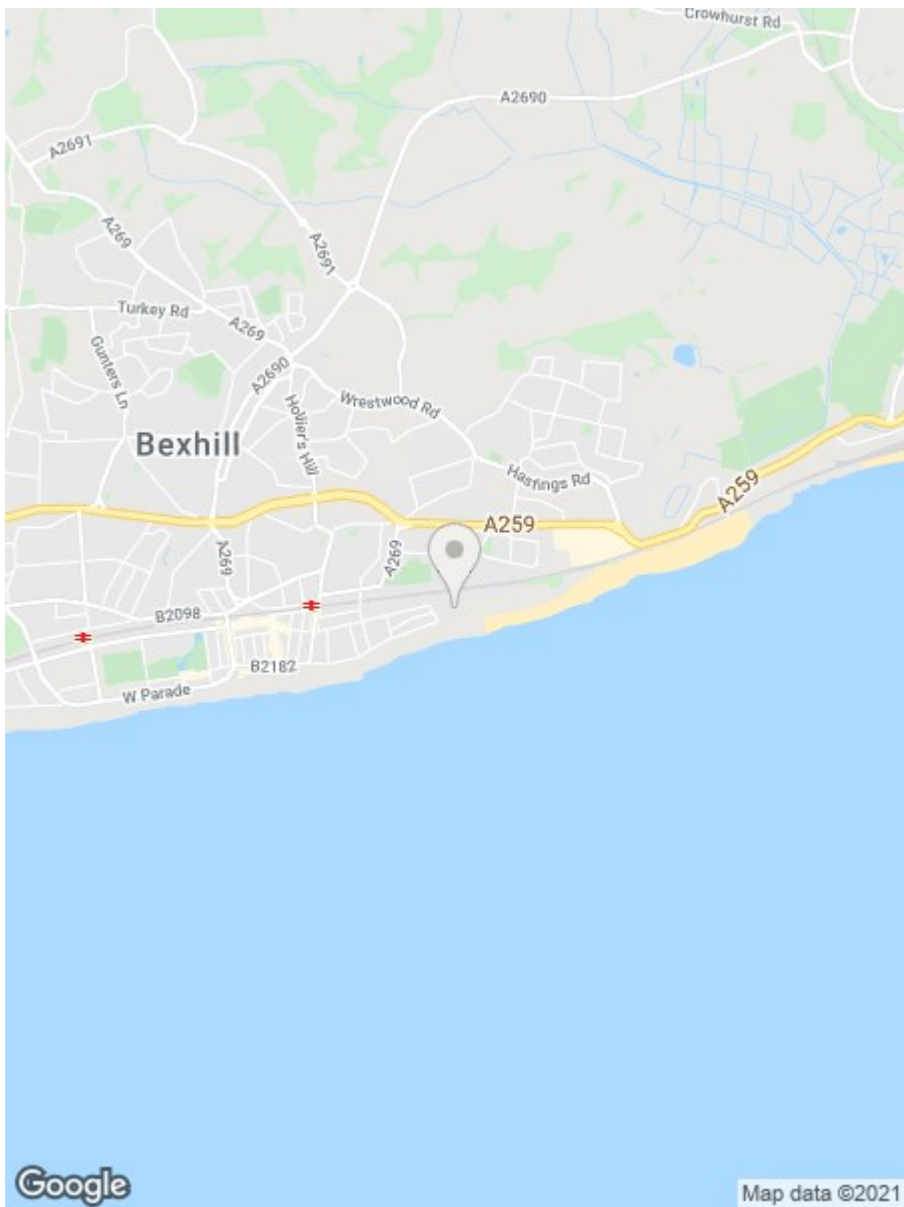 Crowhurst Rd
A2690
A2691
A269
A2691
Turkey Rd
A269
Gunters Ln
A2690
Hollier's Hill
Wrestwood Rd
Bexhill
Hastings Rd
A259
A259
A269
A269
B2098
B2182
W Parade
Google
Map data ©2021